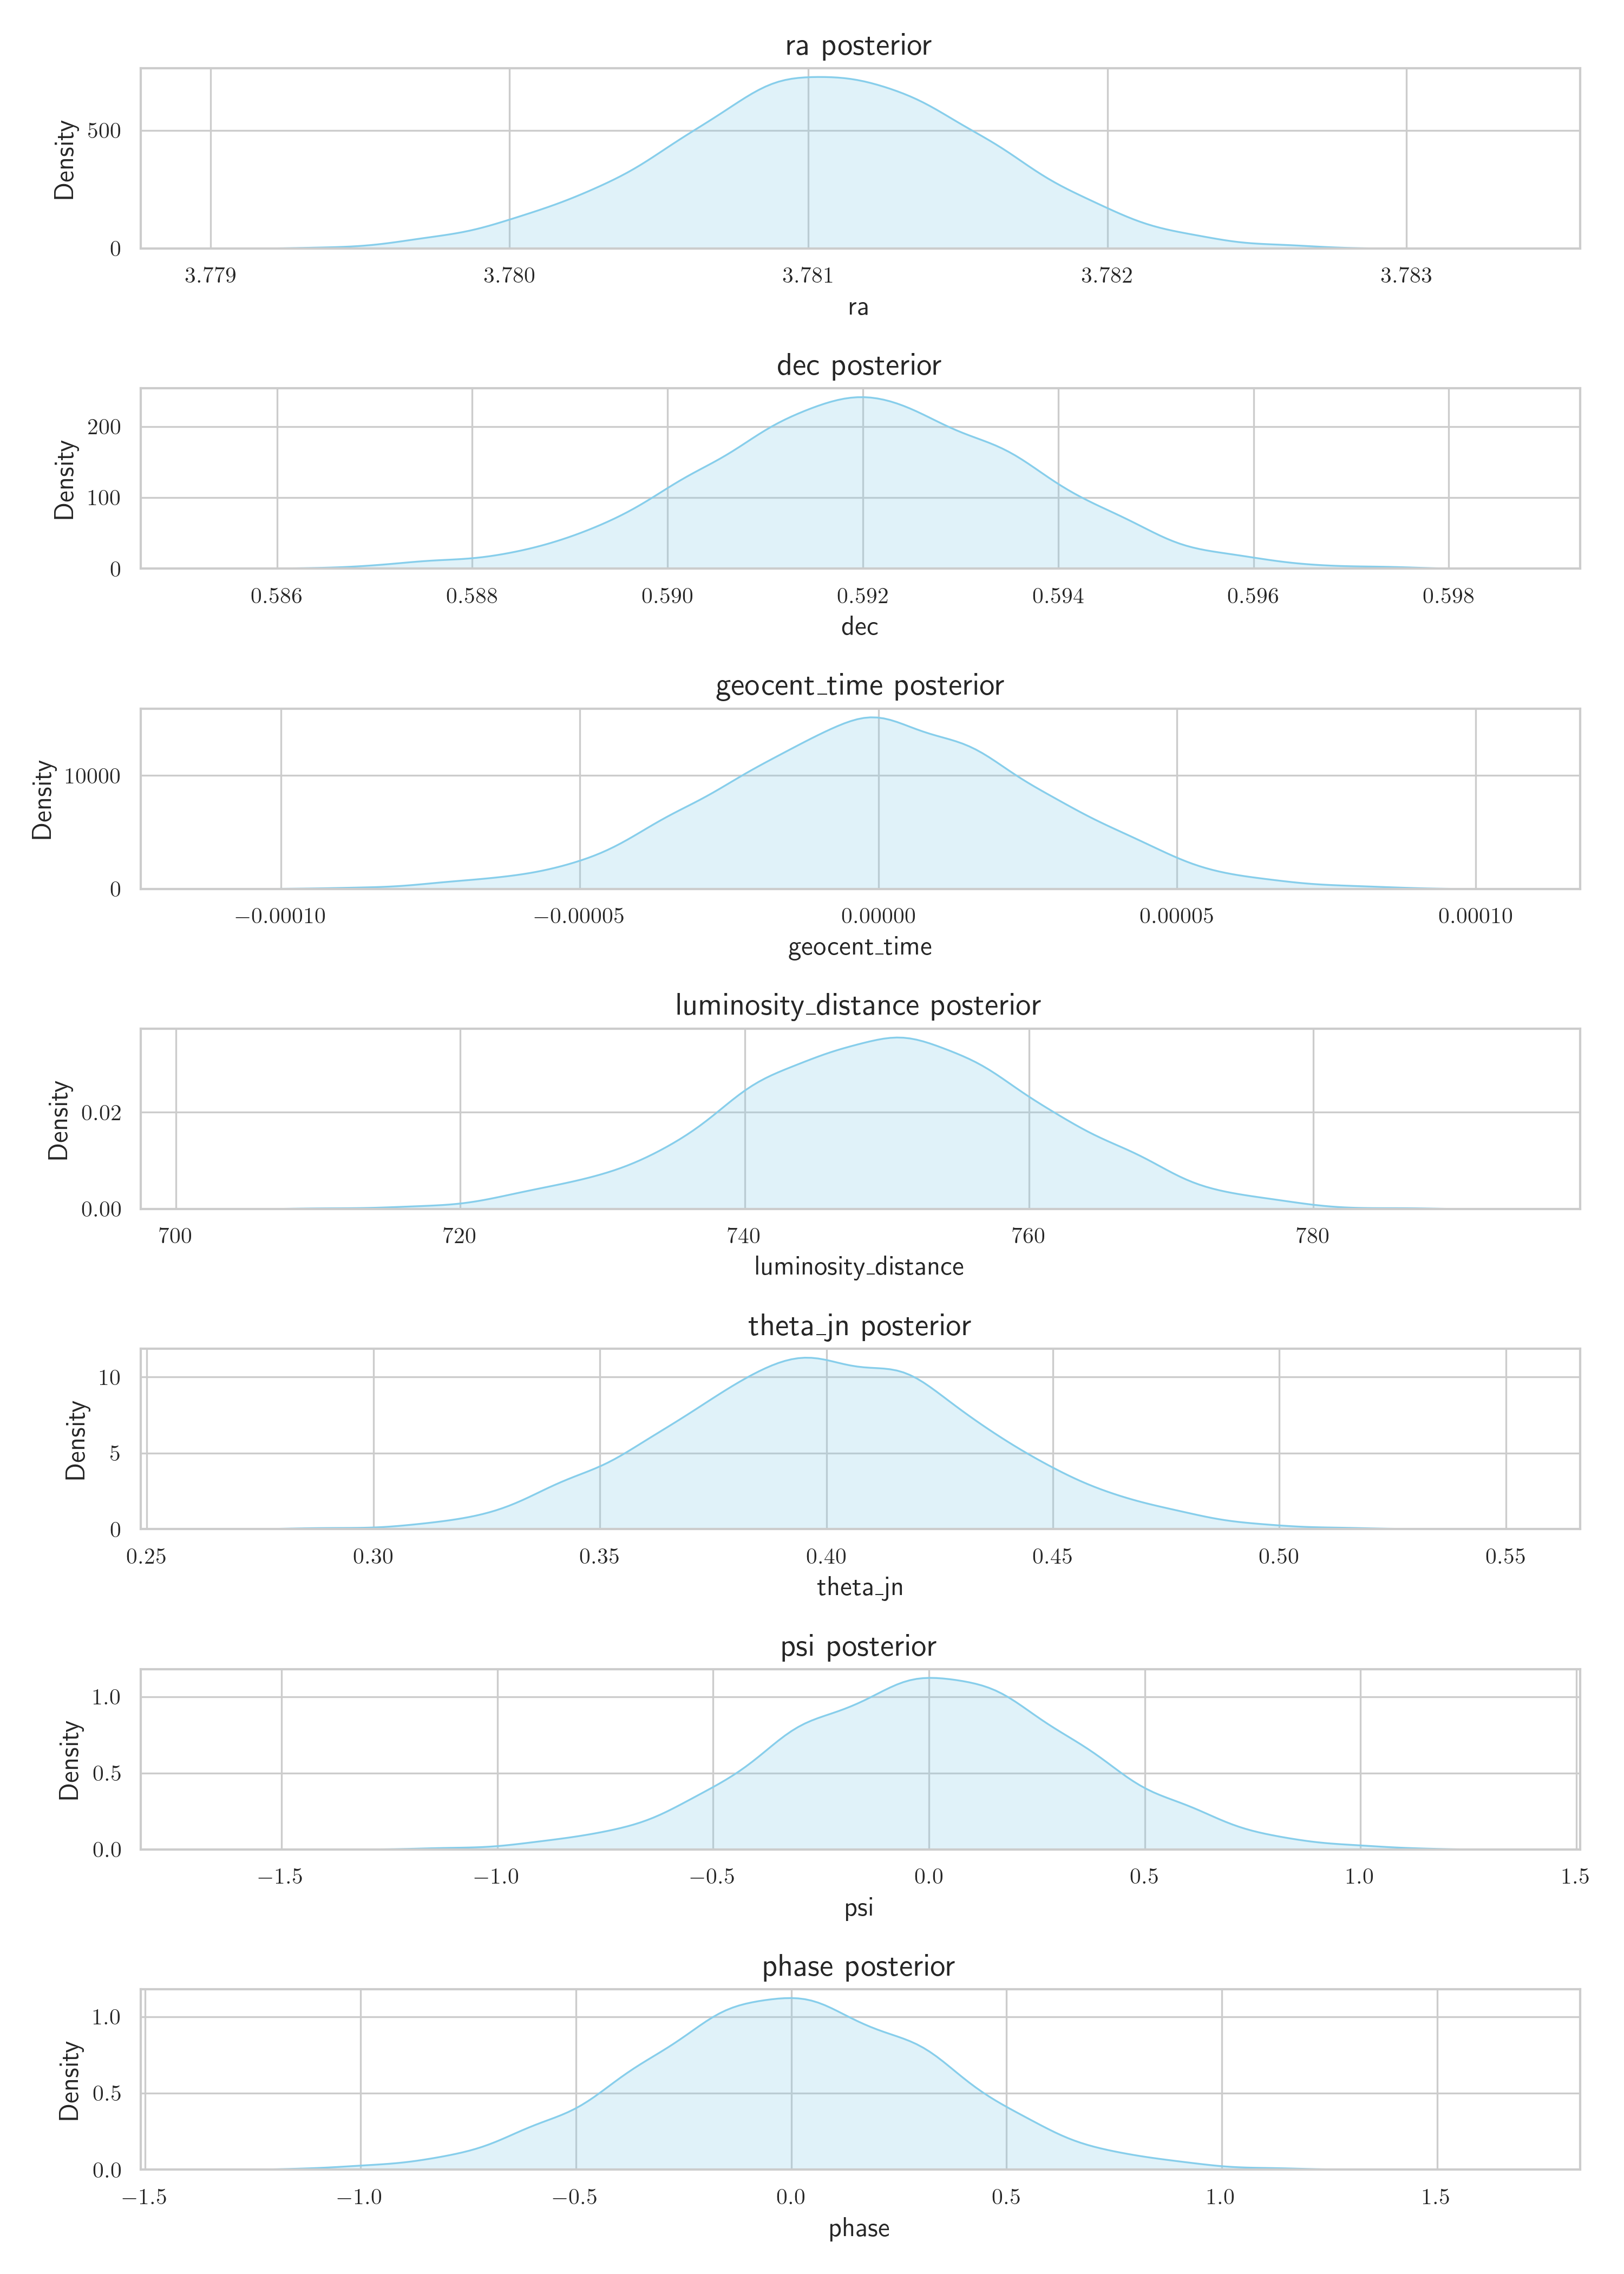 ra posterior
Density
500
0
3.779 3.780 3.781 3.782 3.783
ra
dec posterior
Density
200
100
0
0.586 0.588 0.590 0.592 0.594 0.596 0.598
dec
geocent_time posterior
Density
10000
0
−0.00010 −0.00005 0.00000 0.00005 0.00010
geocent_time
luminosity_distance posterior
Density
0.02
0.00
700 720 740 760 780
luminosity_distance
theta_jn posterior
Density
10
5
0
0.25 0.30 0.35 0.40 0.45 0.50 0.55
theta_jn
psi posterior
Density
1.0
0.5
0.0
−1.5 −1.0 −0.5 0.0 0.5 1.0 1.5
psi
phase posterior
Density
1.0
0.5
0.0
−1.5 −1.0 −0.5 0.0 0.5 1.0 1.5
phase